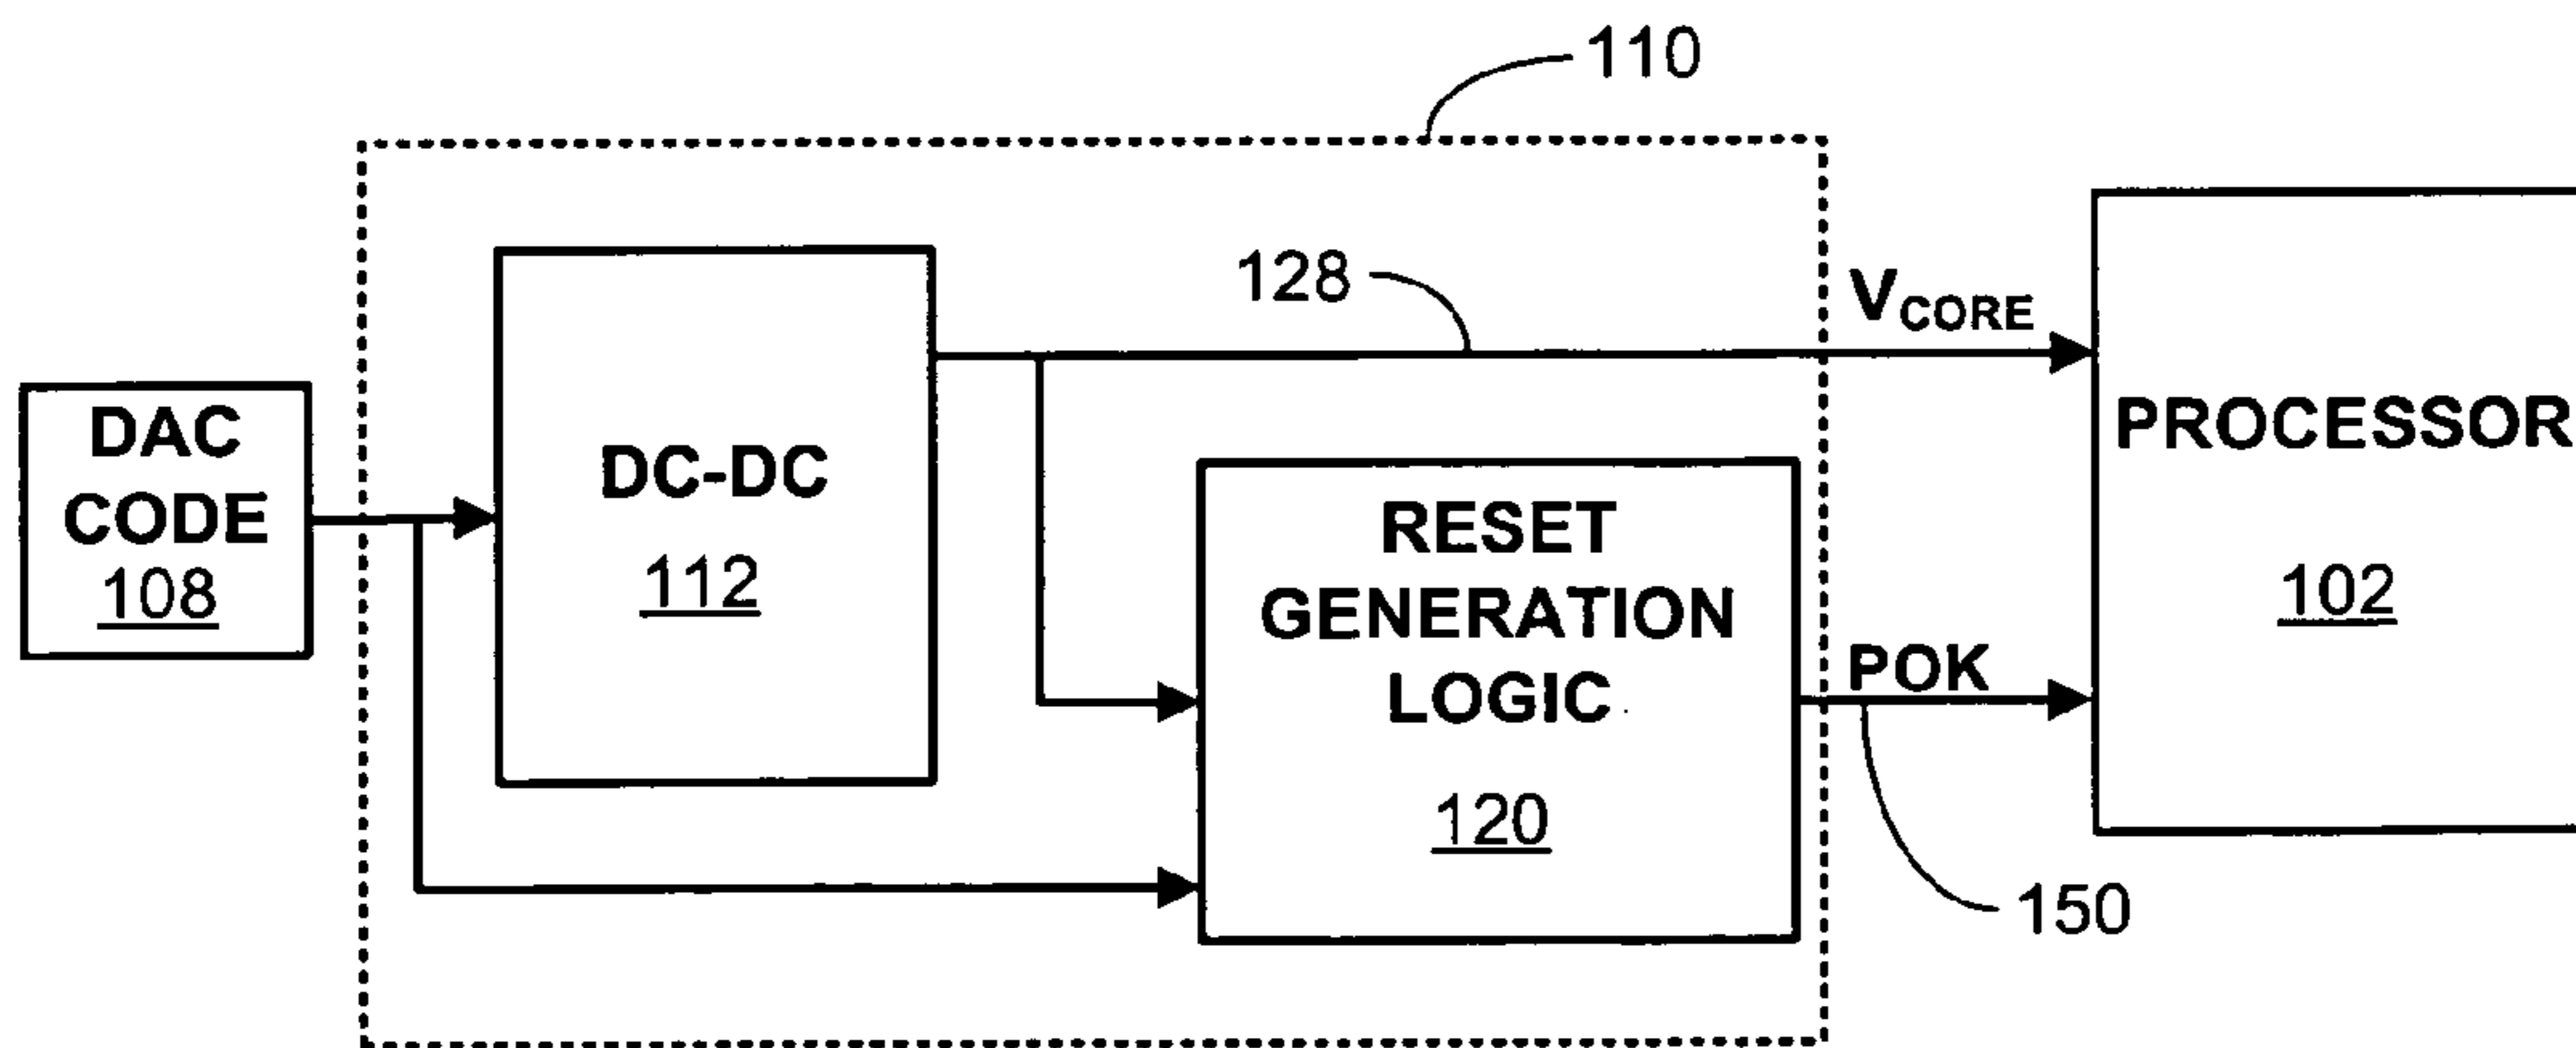 110
128
V_CORE
DAC
CODE
108
DC-DC
112
PROCESSOR
102
RESET
GENERATION
LOGIC
120
POK
150